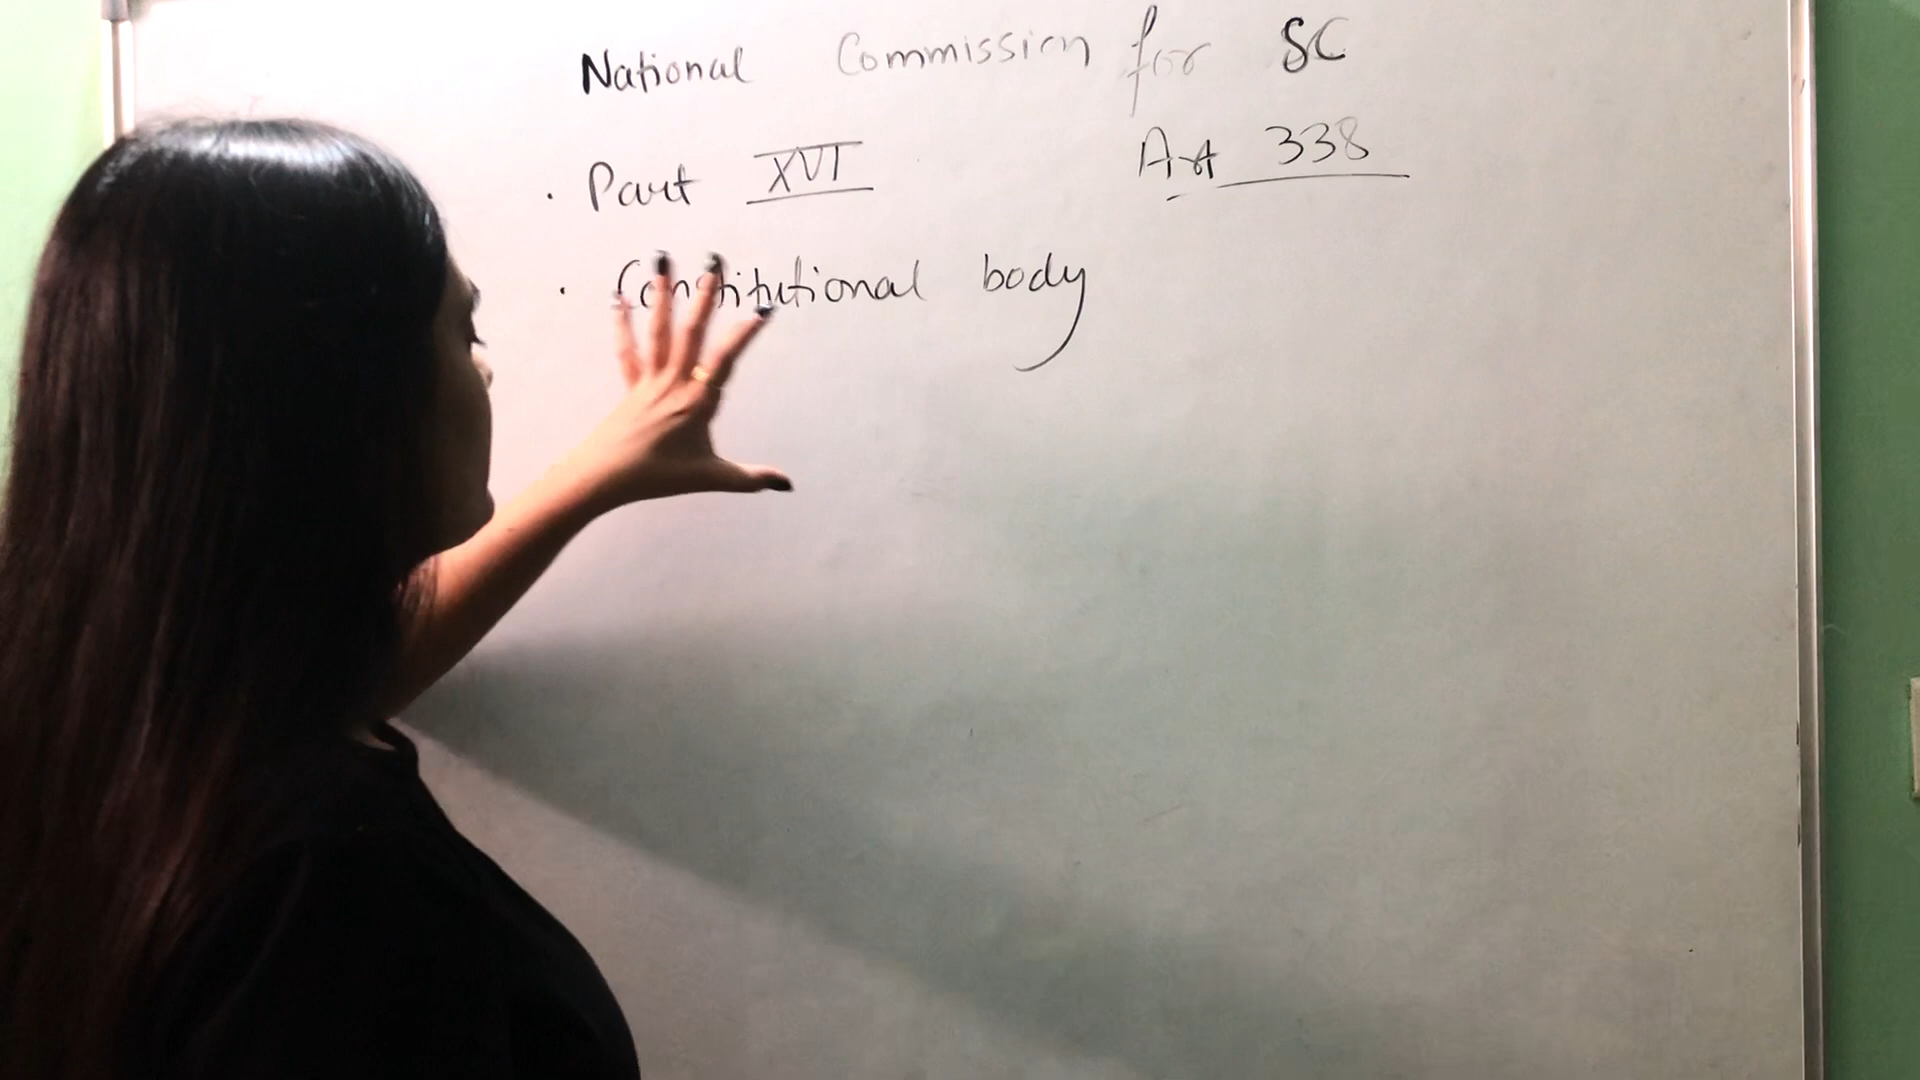 National Commission for SC
. Part XVI Art 338
. Constitutional body